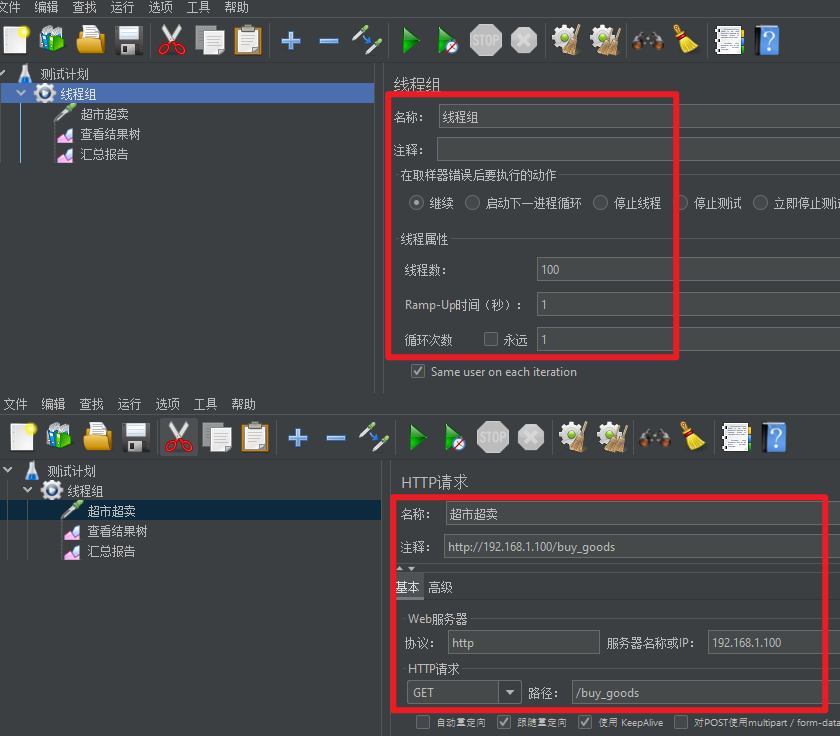 文件 编辑 查找 运行 选项 工具 帮助
STOP
测试计划
线程组
超市超卖
查看结果树
汇总报告
线程组
名称： 线程组
注释：
在取样器错误后要执行的动作
继续 启动下一进程循环 停止线程 停止测试 立即停止测试
线程属性
线程数： 100
Ramp-Up时间（秒）： 1
循环次数 永远 1
Same user on each iteration
文件 编辑 查找 运行 选项 工具 帮助
STOP
测试计划
线程组
超市超卖
查看结果树
汇总报告
HTTP请求
名称： 超市超卖
注释： http://192.168.1.100/buy_goods
基本 高级
Web服务器
协议： http 服务器名称或IP： 192.168.1.100
HTTP请求
GET 路径： /buy_goods
自动重定向 跟随重定向 使用 KeepAlive 对POST使用multipart / form-data